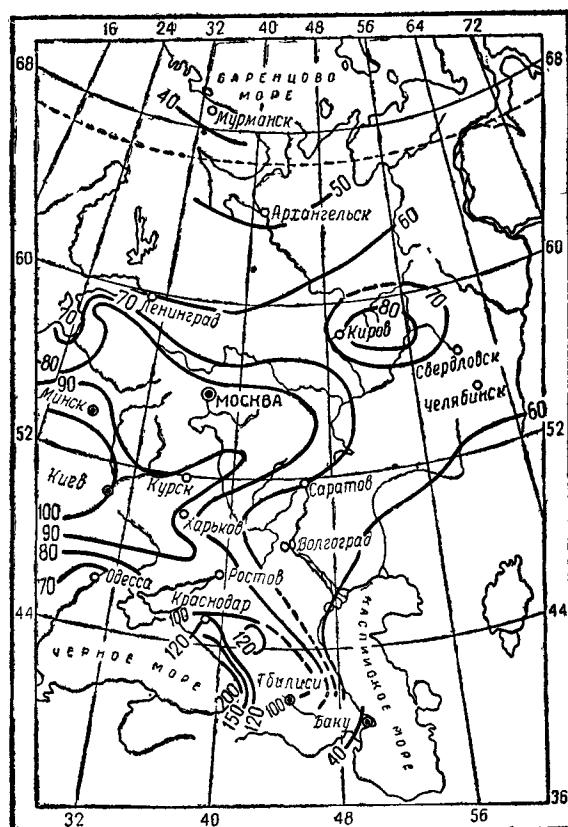 16 24 32 40 48 56 64 72
68 68
БАРЕНЦОВО
МОРЕ
40
Мурманск
50
Архангельск
60
60 60
70 70 80 70
Ленинград
Киров
80
Свердловск
90
Минск
МОСКВА
Челябинск
60
52 52
Киев
Курск
Саратов
100
Харьков
90
Волгоград
80
70
Одесса
Ростов
44 Краснодар 44
100
120 120
ЧЕРНОЕ МОРЕ
КАСПИЙСКОЕ МОРЕ
Тбилиси
200
150 120 100
Баку
40
36
32 40 48 56